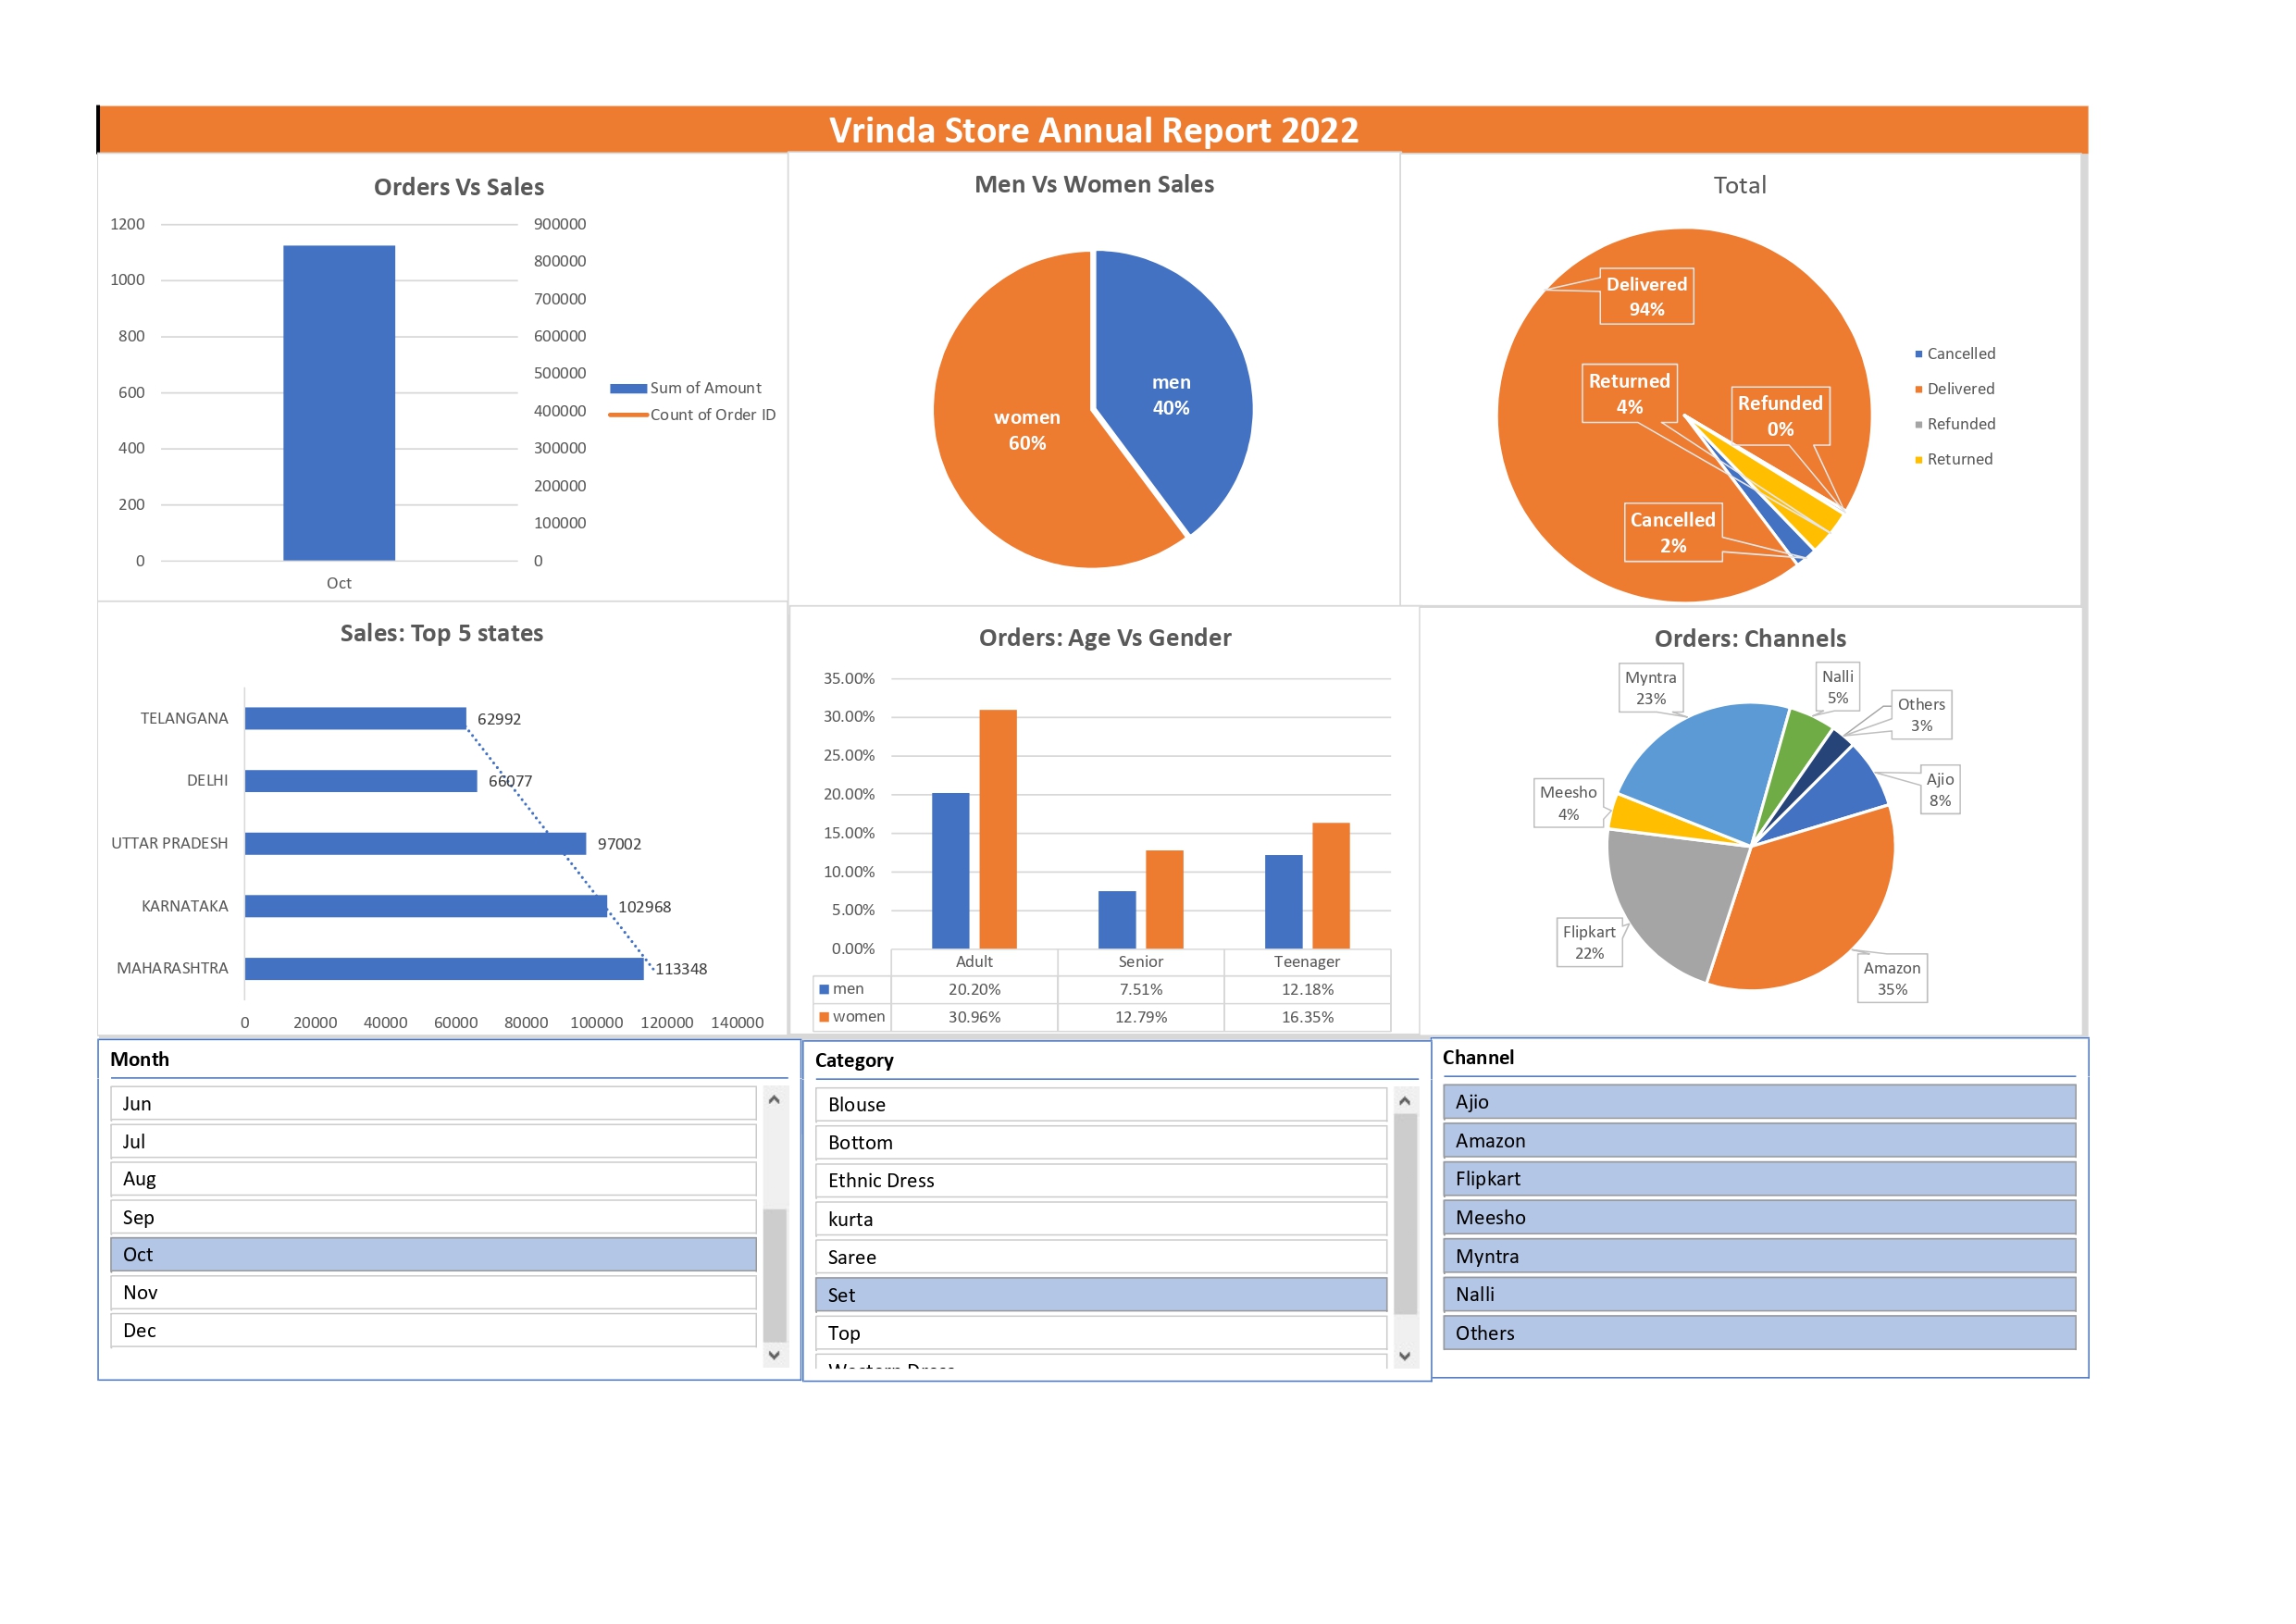 Vrinda Store Annual Report 2022
Orders Vs Sales
1200
1000
800
600
400
200
0
900000
800000
700000
600000
500000
400000
300000
200000
100000
0
Oct
Sum of Amount
Count of Order ID
Men Vs Women Sales
men
40%
women
60%
Total
Delivered
94%
Returned
4%
Refunded
0%
Cancelled
2%
Cancelled
Delivered
Refunded
Returned
Sales: Top 5 states
TELANGANA 62992
DELHI 66077
UTTAR PRADESH 97002
KARNATAKA 102968
MAHARASHTRA 113348
0 20000 40000 60000 80000 100000 120000 140000
Orders: Age Vs Gender
35.00%
30.00%
25.00%
20.00%
15.00%
10.00%
5.00%
0.00%
Adult Senior Teenager
men 20.20% 7.51% 12.18%
women 30.96% 12.79% 16.35%
Orders: Channels
Myntra
23%
Nalli
5%
Others
3%
Ajio
8%
Meesho
4%
Flipkart
22%
Amazon
35%
Month
Jun
Jul
Aug
Sep
Oct
Nov
Dec
Category
Blouse
Bottom
Ethnic Dress
kurta
Saree
Set
Top
Channel
Ajio
Amazon
Flipkart
Meesho
Myntra
Nalli
Others